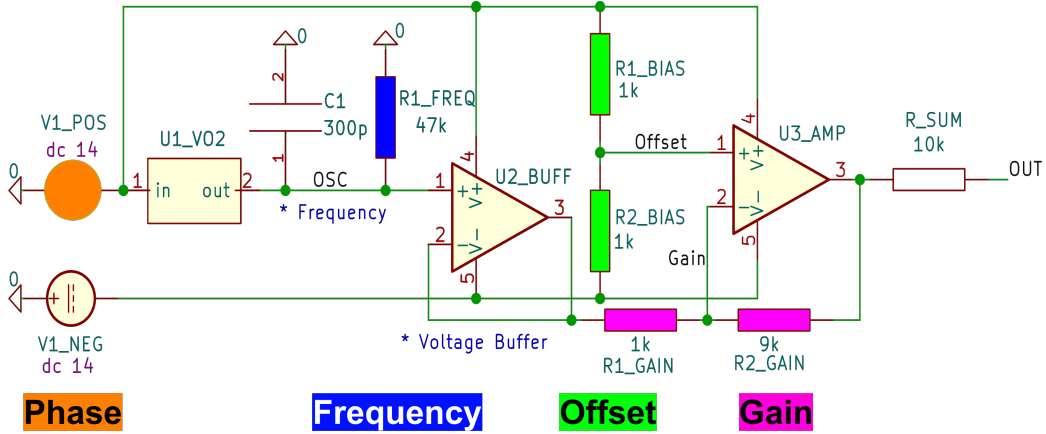 0
0
2
C1
300p
1
R1_FREQ
47k
V1_POS
dc 14
0
U1_VO2
1
in
out
2
OSC
* Frequency
1
4
+
V+
2
−
V−
5
U2_BUFF
3
R1_BIAS
1k
Offset
R2_BIAS
1k
Gain
1
4
+
V+
2
−
V−
5
U3_AMP
3
R_SUM
10k
OUT
0
+
V1_NEG
dc 14
* Voltage Buffer
1k
R1_GAIN
9k
R2_GAIN
Phase
Frequency
Offset
Gain